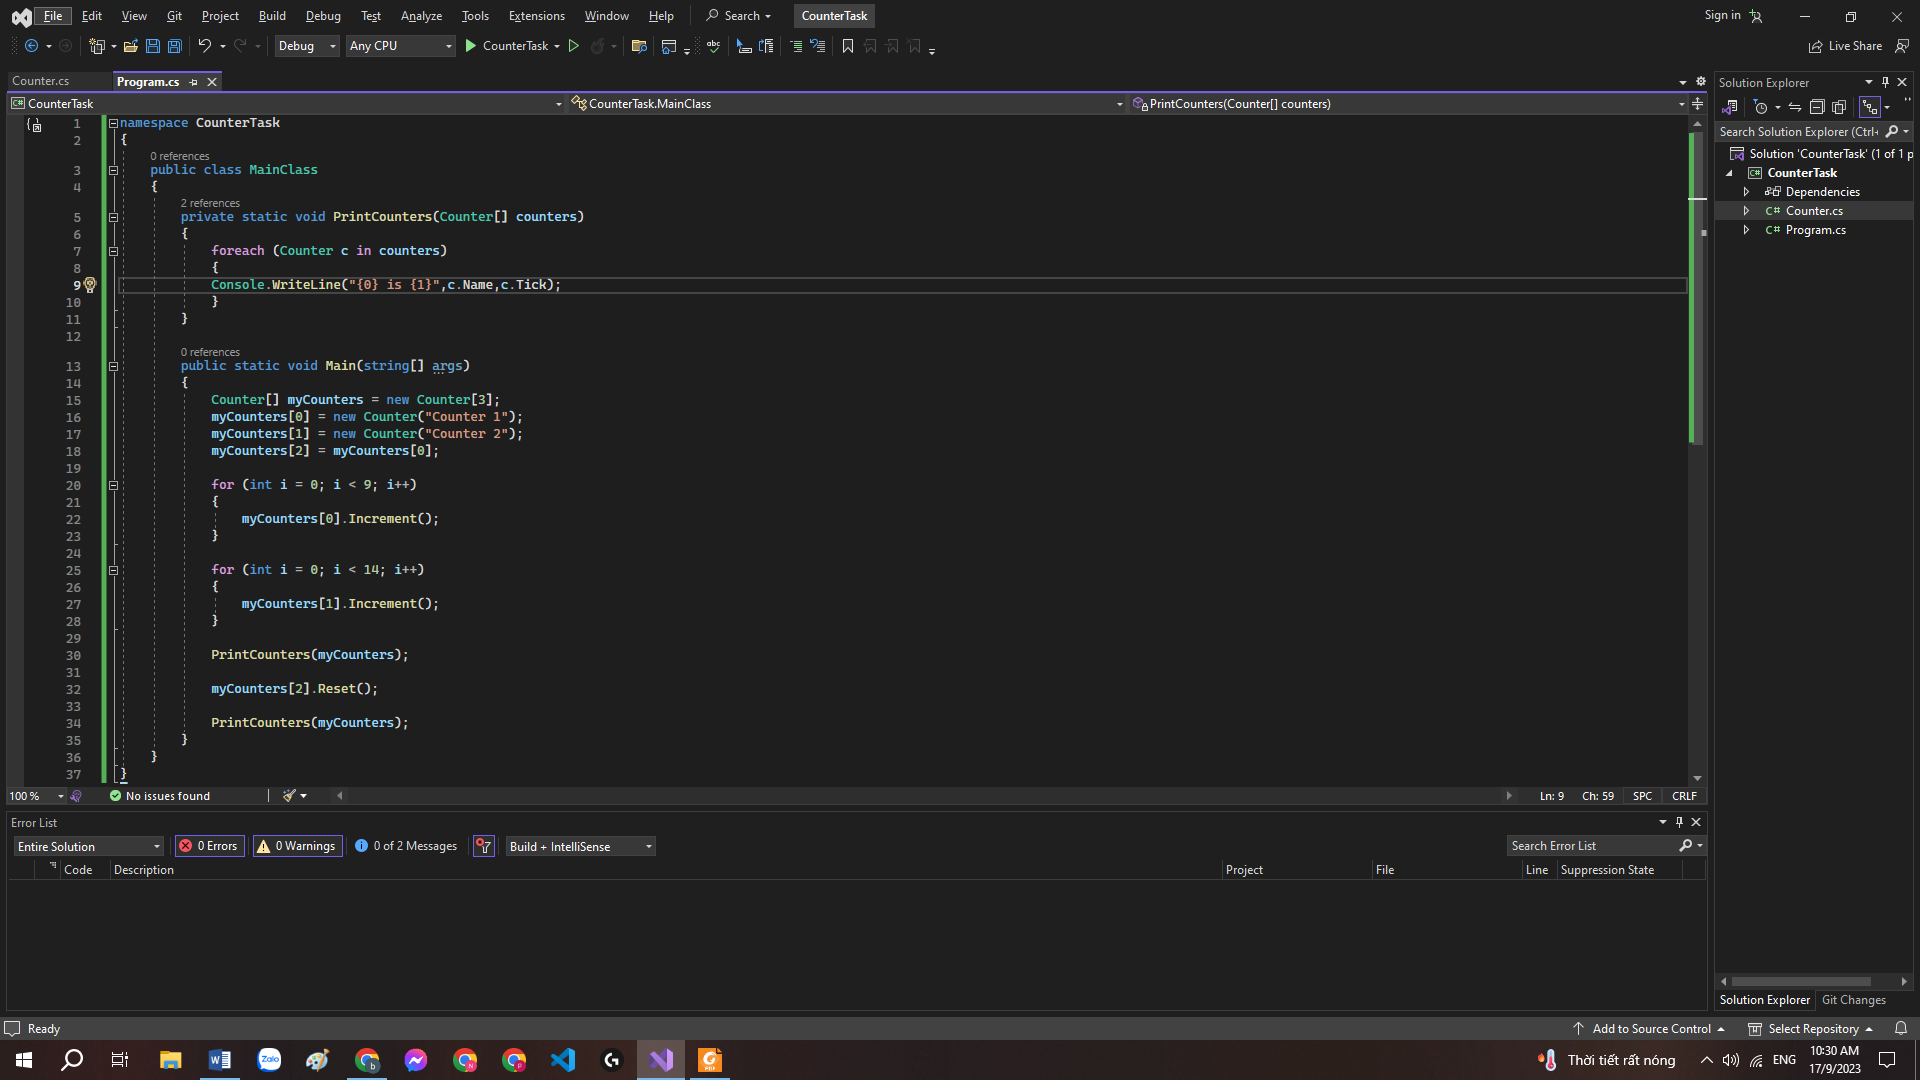 File Edit View Git Project Build Debug Test Analyze Tools Extensions Window Help Search CounterTask Sign in
Debug Any CPU CounterTask Live Share
Counter.cs Program.cs
CounterTask CounterTask.MainClass PrintCounters(Counter[] counters)
1 namespace CounterTask
2 {
0 references
3 public class MainClass
4 {
2 references
5 private static void PrintCounters(Counter[] counters)
6 {
7 foreach (Counter c in counters)
8 {
9 Console.WriteLine("{0} is {1}",c.Name,c.Tick);
10 }
11 }
12
0 references
13 public static void Main(string[] args)
14 {
15 Counter[] myCounters = new Counter[3];
16 myCounters[0] = new Counter("Counter 1");
17 myCounters[1] = new Counter("Counter 2");
18 myCounters[2] = myCounters[0];
19
20 for (int i = 0; i < 9; i++)
21 {
22 myCounters[0].Increment();
23 }
24
25 for (int i = 0; i < 14; i++)
26 {
27 myCounters[1].Increment();
28 }
29
30 PrintCounters(myCounters);
31
32 myCounters[2].Reset();
33
34 PrintCounters(myCounters);
35 }
36 }
37 }
100 % No issues found Ln: 9 Ch: 59 SPC CRLF
Error List
Entire Solution 0 Errors 0 Warnings 0 of 2 Messages Build + IntelliSense Search Error List
Code Description Project File Line Suppression State
Solution Explorer
Search Solution Explorer (Ctrl+
Solution 'CounterTask' (1 of 1 p
C# CounterTask
Dependencies
C# Counter.cs
C# Program.cs
Solution Explorer Git Changes
Ready Add to Source Control Select Repository
Zalo Thời tiết rất nóng ENG 10:30 AM
17/9/2023